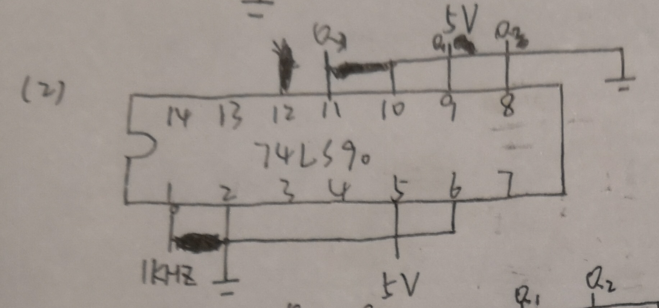 5V
Q3 Q1 Q2
(2)
14 13 12 11 10 9 8
74LS90
1 2 3 4 5 6 7
1KHZ 5V
Q1 Q2